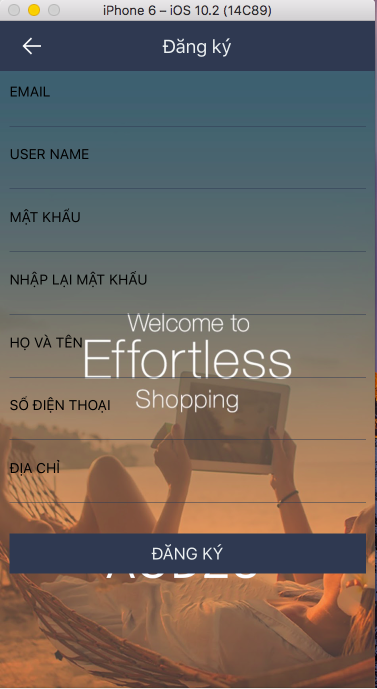 iPhone 6 – iOS 10.2 (14C89)
Đăng ký
EMAIL
USER NAME
MẬT KHẨU
NHẬP LẠI MẬT KHẨU
Welcome to
HỌ VÀ TÊN
Effortless
Shopping
SỐ ĐIỆN THOẠI
ĐỊA CHỈ
ĐĂNG KÝ